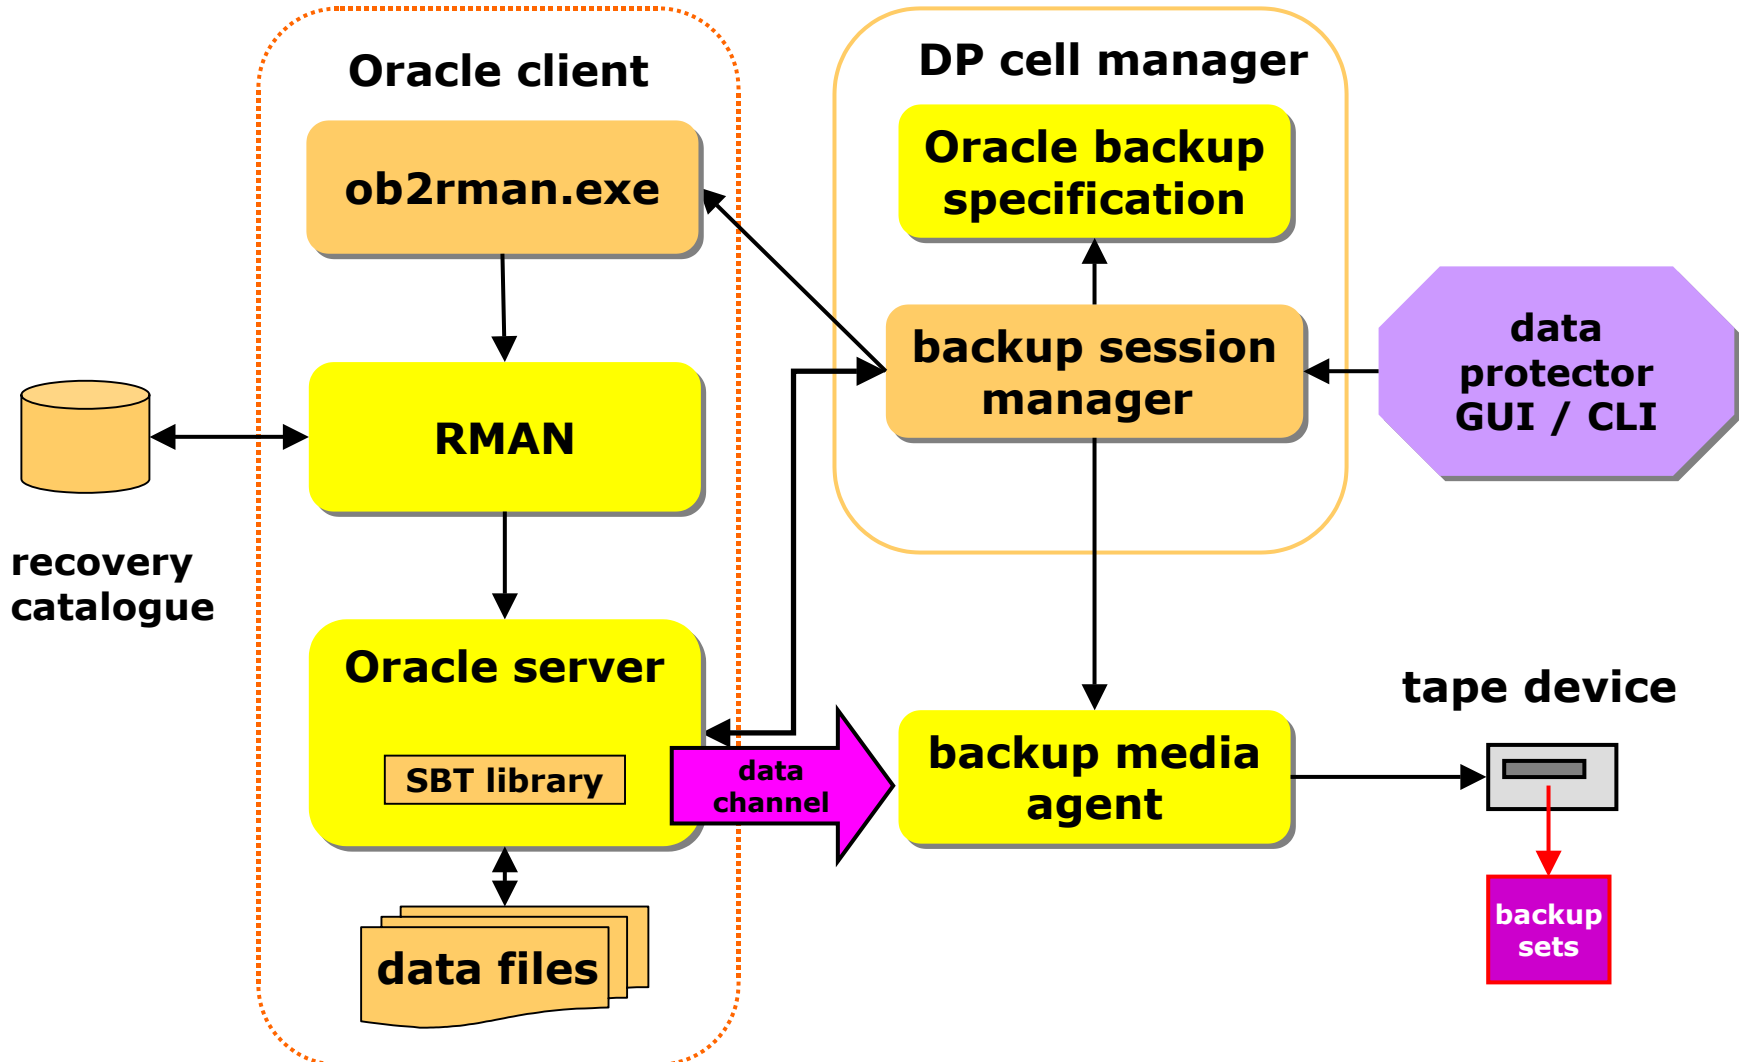 Oracle client
DP cell manager
ob2rman.exe
Oracle backup
specification
backup session
manager
data
protector
GUI / CLI
RMAN
recovery
catalogue
Oracle server
SBT library
data
channel
backup media
agent
tape device
backup
sets
data files